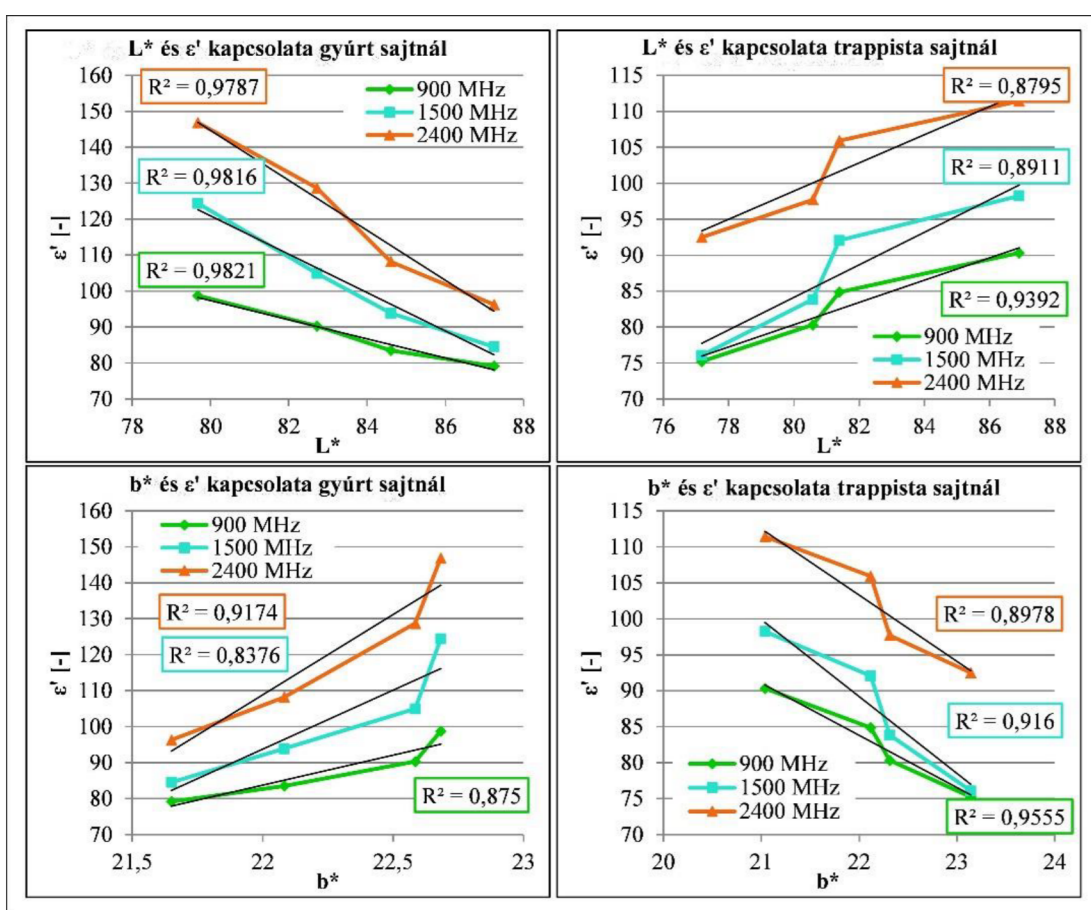 L* és ε' kapcsolata gyúrt sajtnál
160
150
140
130
120
110
100
90
80
70
ε' [-]
R² = 0,9787
R² = 0,9816
R² = 0,9821
900 MHz
1500 MHz
2400 MHz
78 80 82 84 86 88
L*
L* és ε' kapcsolata trappista sajtnál
115
110
105
100
95
90
85
80
75
70
ε' [-]
R² = 0,8795
R² = 0,8911
R² = 0,9392
900 MHz
1500 MHz
2400 MHz
76 78 80 82 84 86 88
L*
b* és ε' kapcsolata gyúrt sajtnál
160
150
140
130
120
110
100
90
80
70
ε' [-]
900 MHz
1500 MHz
2400 MHz
R² = 0,9174
R² = 0,8376
R² = 0,875
21,5 22 22,5 23
b*
b* és ε' kapcsolata trappista sajtnál
115
110
105
100
95
90
85
80
75
70
ε' [-]
R² = 0,8978
R² = 0,916
900 MHz
1500 MHz
2400 MHz
R² = 0,9555
20 21 22 23 24
b*